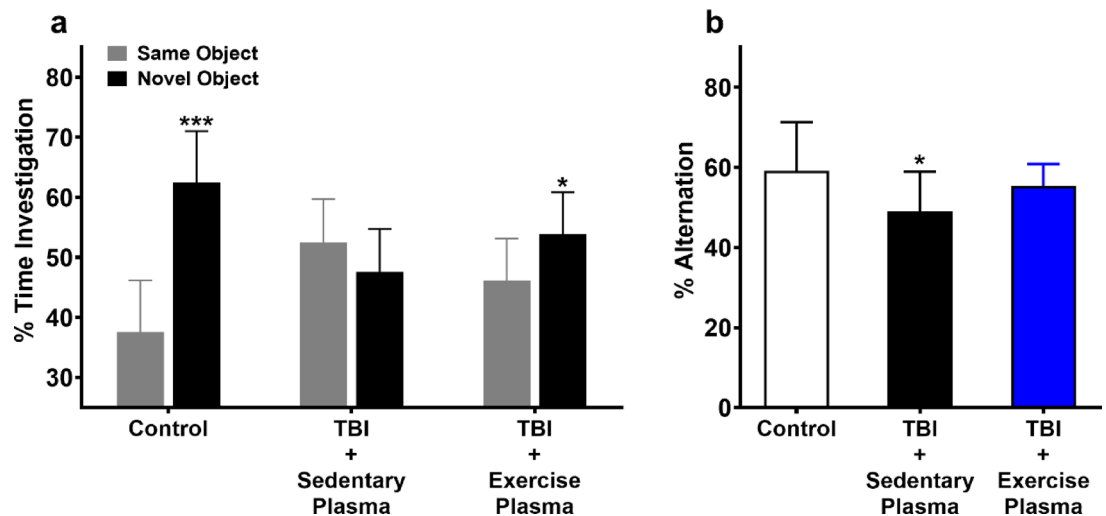 a
Same Object
Novel Object
% Time Investigation
80
70
60
50
40
30
***
*
Control
TBI
+
Sedentary
Plasma
TBI
+
Exercise
Plasma
b
% Alternation
80
60
40
20
0
*
Control
TBI
+
Sedentary
Plasma
TBI
+
Exercise
Plasma